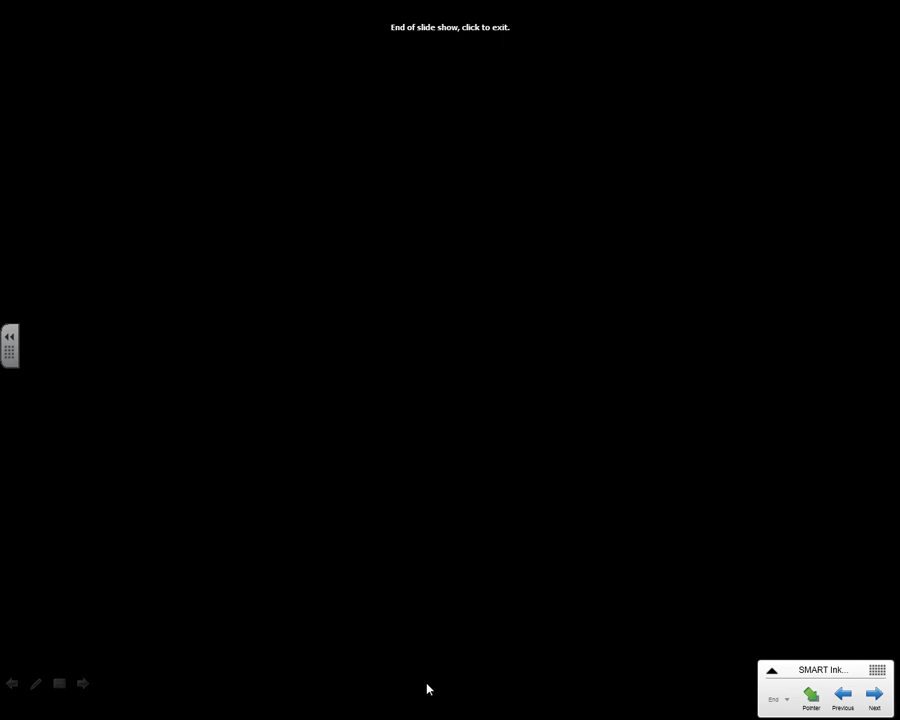 End of slide show, click to exit.
SMART Ink...
End
Pointer
Previous
Next